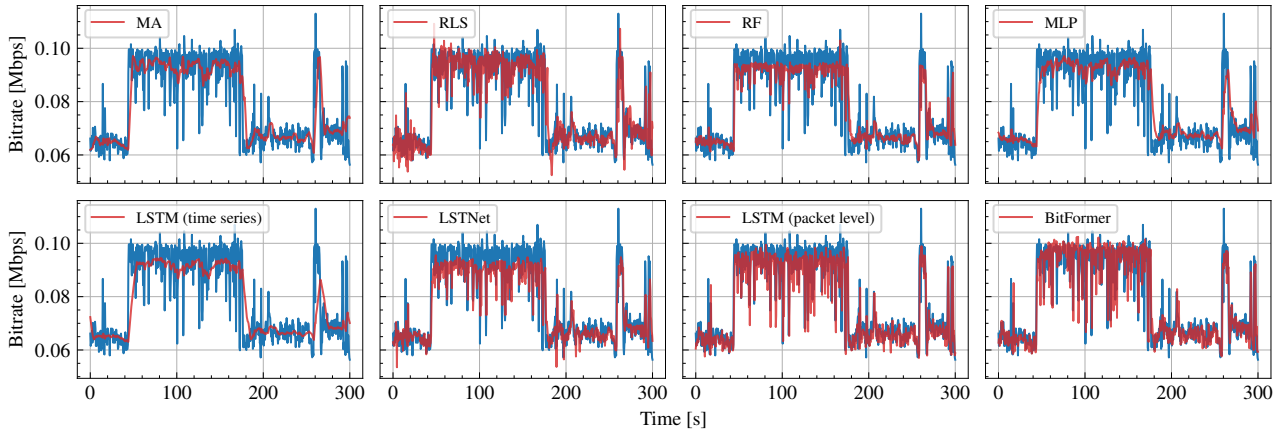 MA
RLS
RF
MLP
Bitrate [Mbps]
0.10
0.08
0.06
LSTM (time series)
LSTNet
LSTM (packet level)
BitFormer
Bitrate [Mbps]
0.10
0.08
0.06
0 100 200 300 0 100 200 300 0 100 200 300 0 100 200 300
Time [s]